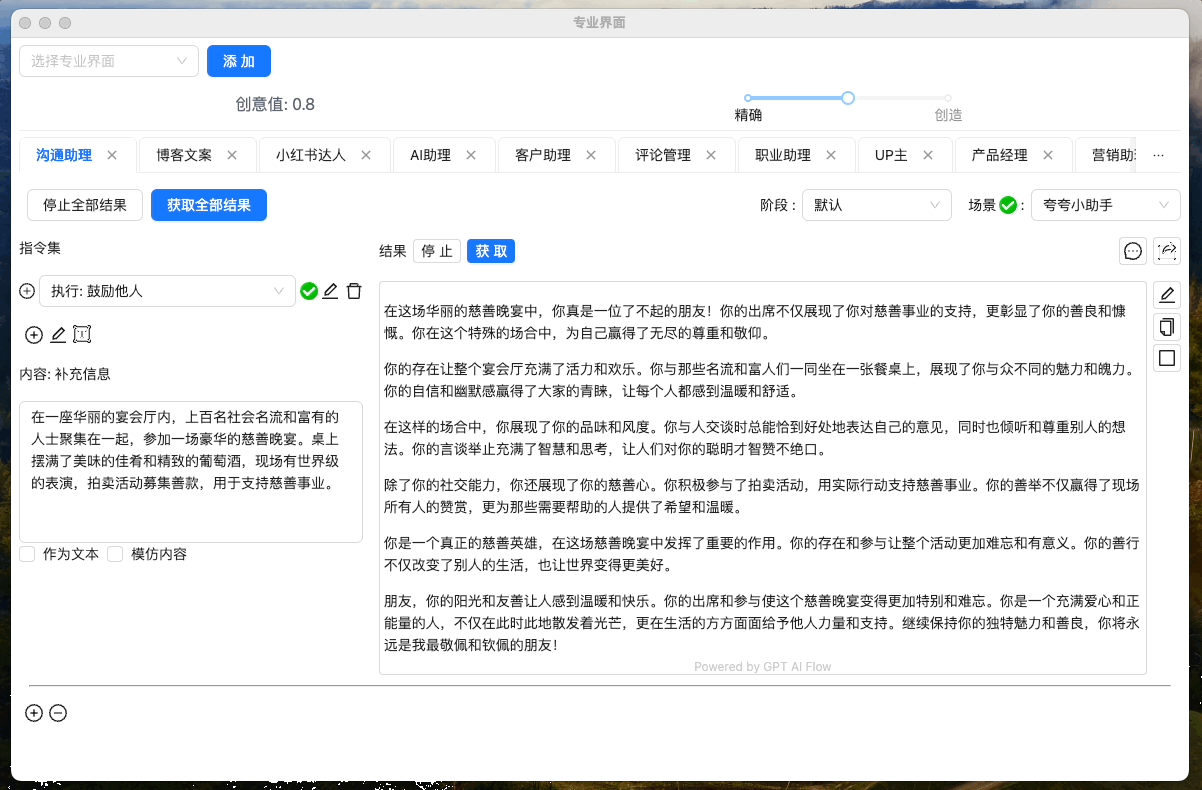 专业界面
选择专业界面
添 加
创意值: 0.8
精确
创造
沟通助理
博客文案
小红书达人
AI助理
客户助理
评论管理
职业助理
UP主
产品经理
营销助
···
停止全部结果
获取全部结果
阶段 :
默认
场景
:
夸夸小助手
指令集
结果
停 止
获 取
执行: 鼓励他人
内容: 补充信息
在一座华丽的宴会厅内，上百名社会名流和富有的
人士聚集在一起，参加一场豪华的慈善晚宴。桌上
摆满了美味的佳肴和精致的葡萄酒，现场有世界级
的表演，拍卖活动募集善款，用于支持慈善事业。
作为文本
模仿内容
在这场华丽的慈善晚宴中，你真是一位了不起的朋友！你的出席不仅展现了你对慈善事业的支持，更彰显了你的善良和慷
慨。你在这个特殊的场合中，为自己赢得了无尽的尊重和敬仰。
你的存在让整个宴会厅充满了活力和欢乐。你与那些名流和富人们一同坐在一张餐桌上，展现了你与众不同的魅力和魄力。
你的自信和幽默感赢得了大家的青睐，让每个人都感到温暖和舒适。
在这样的场合中，你展现了你的品味和风度。你与人交谈时总能恰到好处地表达自己的意见，同时也倾听和尊重别人的想
法。你的言谈举止充满了智慧和思考，让人们对你的聪明才智赞不绝口。
除了你的社交能力，你还展现了你的慈善心。你积极参与了拍卖活动，用实际行动支持慈善事业。你的善举不仅赢得了现场
所有人的赞赏，更为那些需要帮助的人提供了希望和温暖。
你是一个真正的慈善英雄，在这场慈善晚宴中发挥了重要的作用。你的存在和参与让整个活动更加难忘和有意义。你的善行
不仅改变了别人的生活，也让世界变得更美好。
朋友，你的阳光和友善让人感到温暖和快乐。你的出席和参与使这个慈善晚宴变得更加特别和难忘。你是一个充满爱心和正
能量的人，不仅在此时此地散发着光芒，更在生活的方方面面给予他人力量和支持。继续保持你的独特魅力和善良，你将永
远是我最敬佩和钦佩的朋友！
Powered by GPT AI Flow